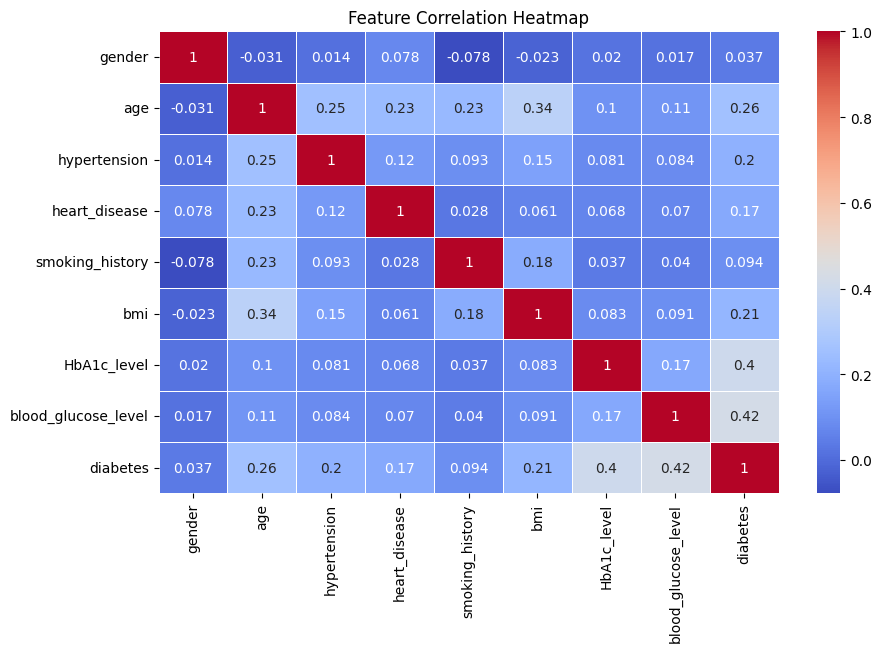 Feature Correlation Heatmap
gender 1 -0.031 0.014 0.078 -0.078 -0.023 0.02 0.017 0.037
age -0.031 1 0.25 0.23 0.23 0.34 0.1 0.11 0.26
hypertension 0.014 0.25 1 0.12 0.093 0.15 0.081 0.084 0.2
heart_disease 0.078 0.23 0.12 1 0.028 0.061 0.068 0.07 0.17
smoking_history -0.078 0.23 0.093 0.028 1 0.18 0.037 0.04 0.094
bmi -0.023 0.34 0.15 0.061 0.18 1 0.083 0.091 0.21
HbA1c_level 0.02 0.1 0.081 0.068 0.037 0.083 1 0.17 0.4
blood_glucose_level 0.017 0.11 0.084 0.07 0.04 0.091 0.17 1 0.42
diabetes 0.037 0.26 0.2 0.17 0.094 0.21 0.4 0.42 1
gender age hypertension heart_disease smoking_history bmi HbA1c_level blood_glucose_level diabetes
1.0
0.8
0.6
0.4
0.2
0.0